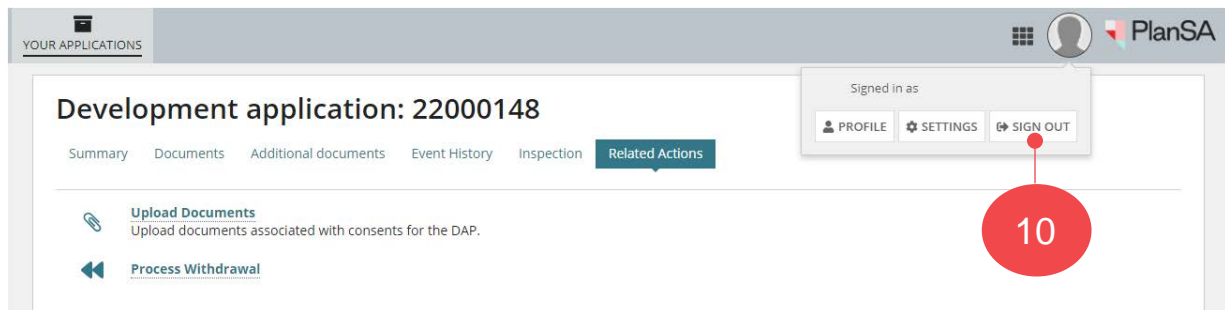 YOUR APPLICATIONS
PlanSA
Signed in as
PROFILE SETTINGS SIGN OUT
Development application: 22000148
Summary Documents Additional documents Event History Inspection Related Actions
Upload Documents
Upload documents associated with consents for the DAP.
Process Withdrawal
10